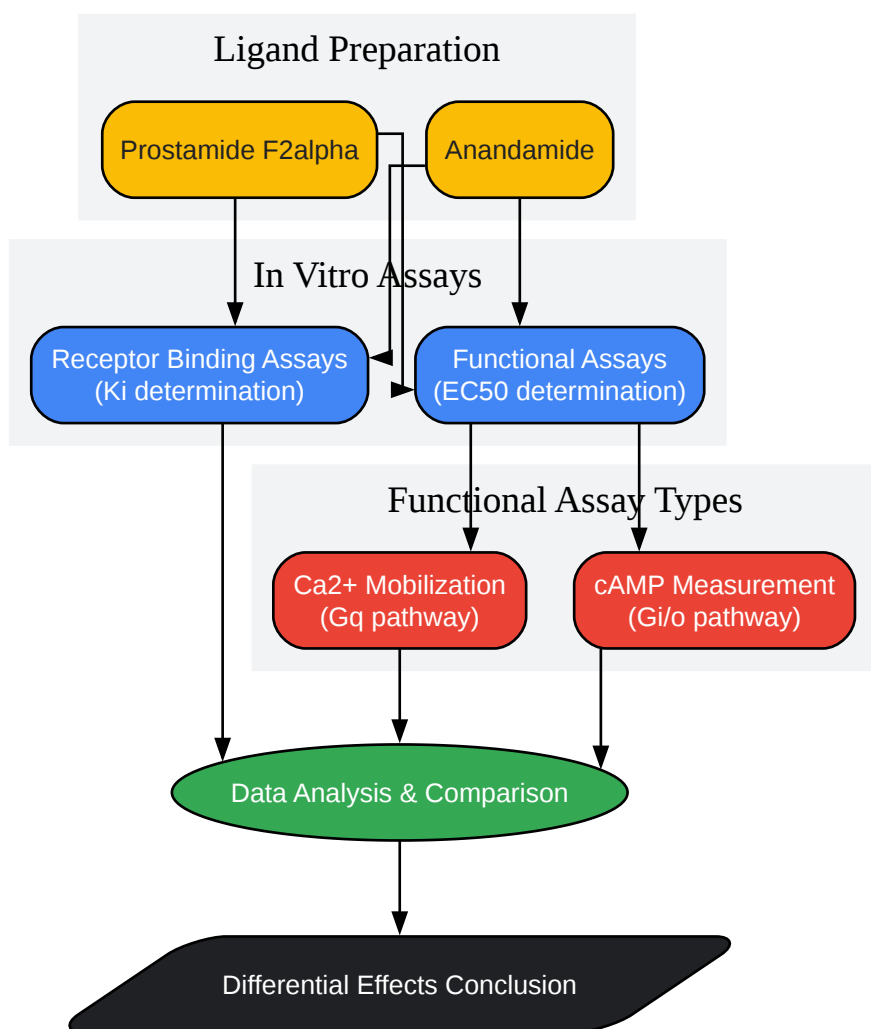 Ligand Preparation
Prostamide F2alpha
Anandamide
In Vitro Assays
Receptor Binding Assays
(Ki determination)
Functional Assays
(EC50 determination)
Functional Assay Types
Ca2+ Mobilization
(Gq pathway)
cAMP Measurement
(Gi/o pathway)
Data Analysis & Comparison
Differential Effects Conclusion